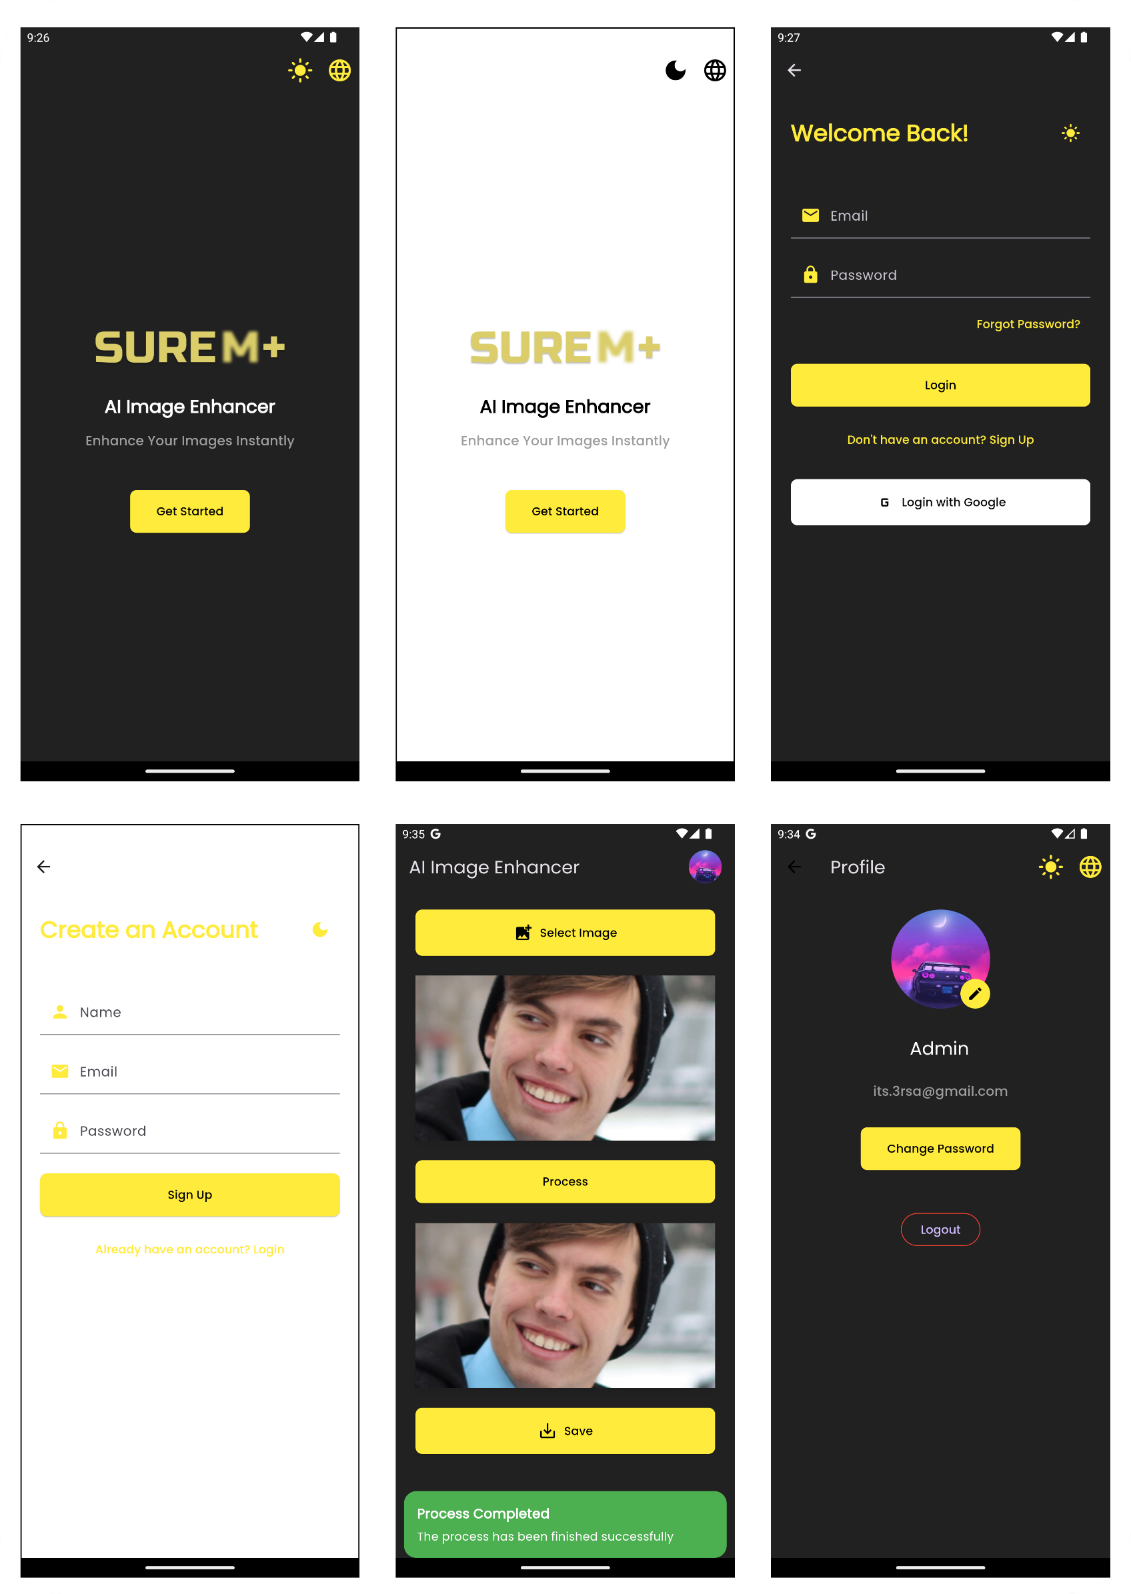 9:26
SUREM+
AI Image Enhancer
Enhance Your Images Instantly
Get Started
SUREM+
AI Image Enhancer
Enhance Your Images Instantly
Get Started
9:27
Welcome Back!
Email
Password
Forgot Password?
Login
Don't have an account? Sign Up
G Login with Google
Create an Account
Name
Email
Password
Sign Up
Already have an account? Login
9:35 G
AI Image Enhancer
Select Image
Process
Save
Process Completed
The process has been finished successfully
9:34 G
Profile
Admin
its.3rsa@gmail.com
Change Password
Logout